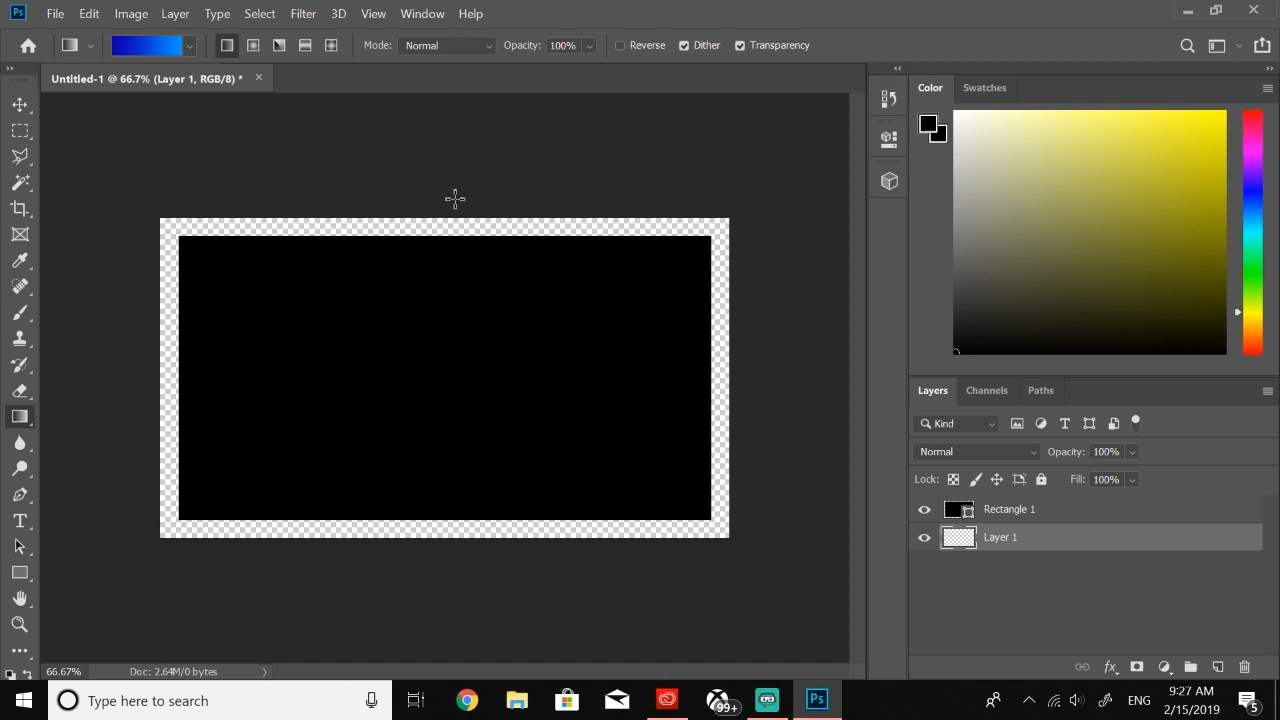 Ps File Edit Image Layer Type Select Filter 3D View Window Help
Mode: Normal Opacity: 100% Reverse Dither Transparency
Untitled-1 @ 66.7% (Layer 1, RGB/8) *
Color Swatches
Layers Channels Paths
Kind
Normal Opacity: 100%
Lock: Fill: 100%
Rectangle 1
Layer 1
fx
66.67% Doc: 2.64M/0 bytes
Type here to search
99+
Ps
ENG
3:27 AM
2/15/2019
5